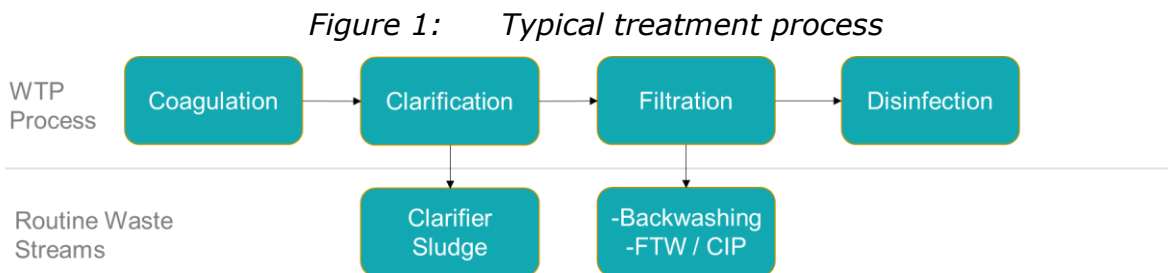 Figure 1: Typical treatment process
WTP
Process
Coagulation
Clarification
Filtration
Disinfection
Routine Waste
Streams
Clarifier
Sludge
-Backwashing
-FTW / CIP